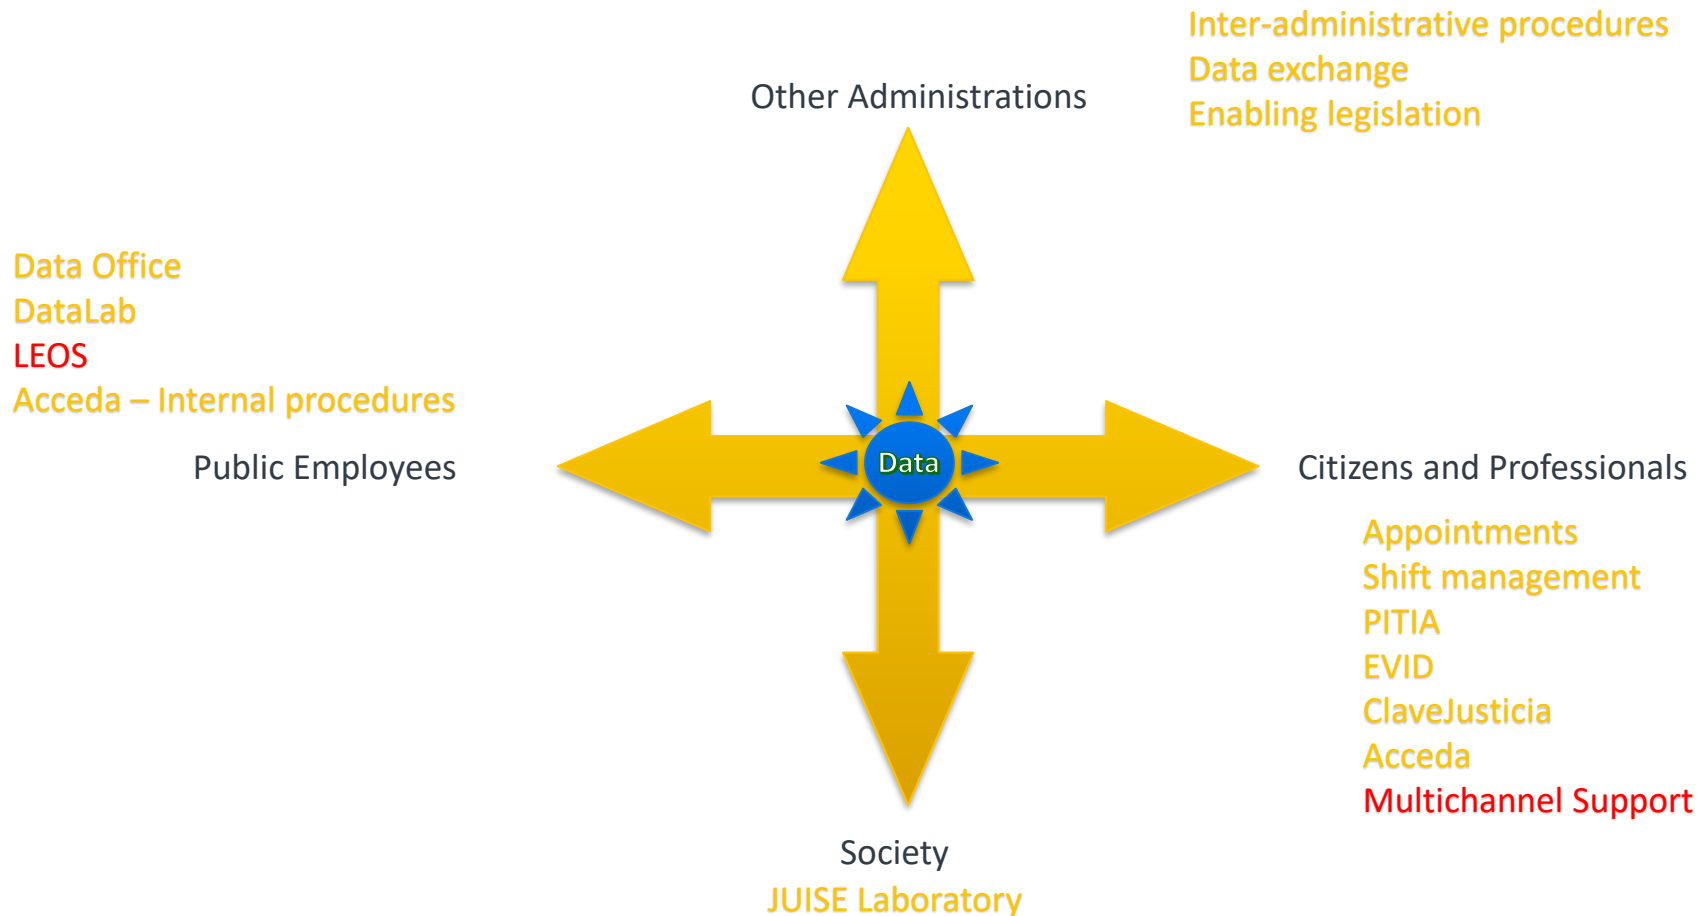 Inter-administrative procedures
Data exchange
Enabling legislation
Other Administrations
Data Office
DataLab
LEOS
Acceda – Internal procedures
Public Employees
Data
Citizens and Professionals
Appointments
Shift management
PITIA
EVID
ClaveJusticia
Acceda
Multichannel Support
Society
JUISE Laboratory